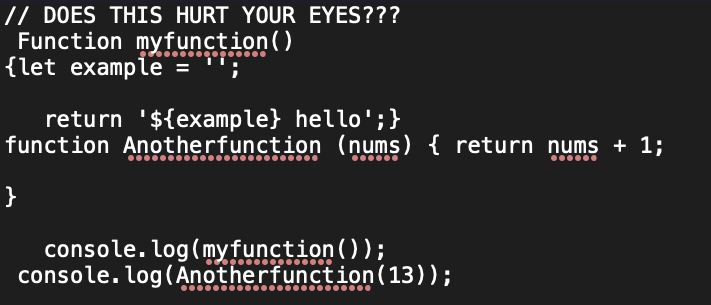 // DOES THIS HURT YOUR EYES???
Function myfunction()
{let example = '';
return '${example} hello';}
function Anotherfunction (nums) { return nums + 1;
}
console.log(myfunction());
console.log(Anotherfunction(13));